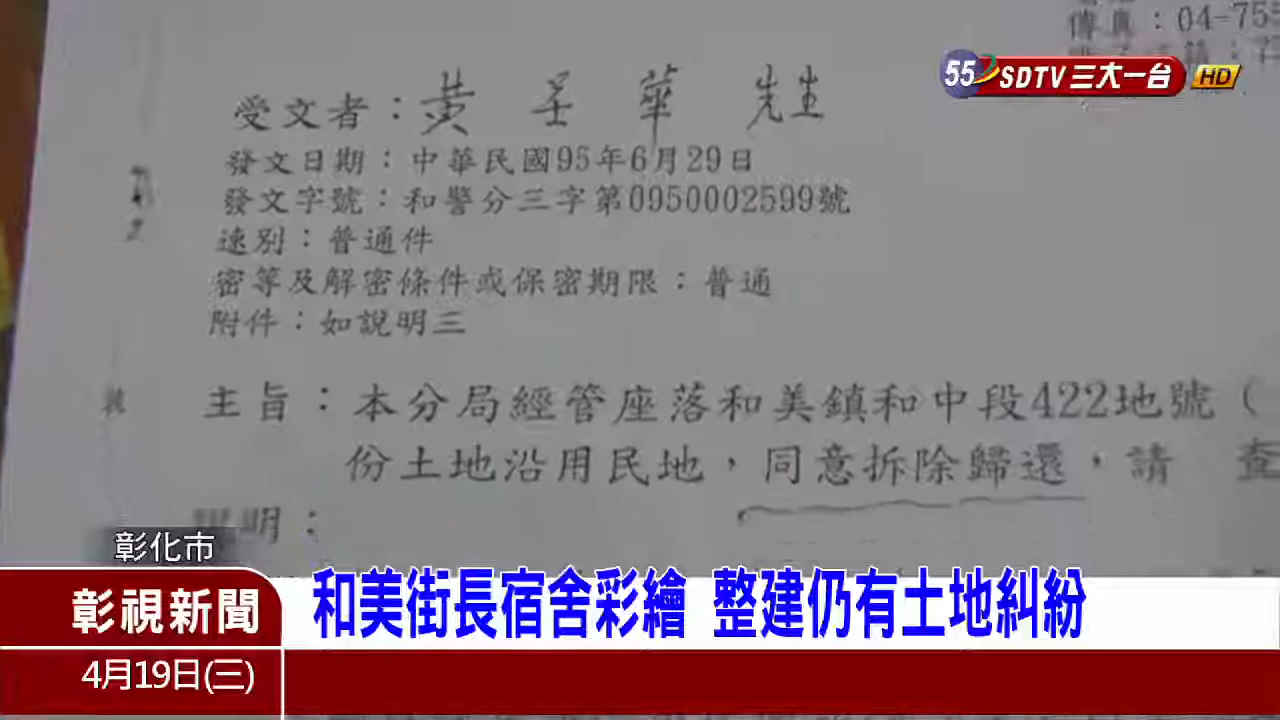 傳真：04-755
55 SDTV 三大一台 HD
受文者：黃 華 先生
發文日期：中華民國95年6月29日
發文字號：和警分三字第0950002599號
速別：普通件
密等及解密條件或保密期限：普通
附件：如說明三
主旨：本分局經管座落和美鎮和中段422地號（
份土地沿用民地，同意拆除歸還，請 查
說明：
彰化市
彰視新聞
和美街長宿舍彩繪 整建仍有土地糾紛
4月19日(三)